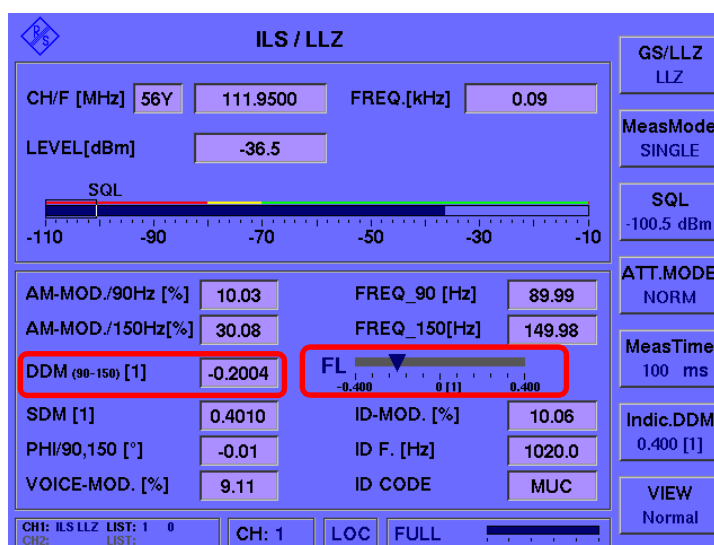 R&S
ILS / LLZ
CH/F [MHz] 56Y 111.9500 FREQ.[kHz] 0.09
LEVEL[dBm] -36.5
SQL
-110 -90 -70 -50 -30 -10
AM-MOD./90Hz [%] 10.03 FREQ_90 [Hz] 89.99
AM-MOD./150Hz[%] 30.08 FREQ_150[Hz] 149.98
DDM (90-150) [1] -0.2004 FL -0.400 0 [1] 0.400
SDM [1] 0.4010 ID-MOD. [%] 10.06
PHI/90,150 [°] -0.01 ID F. [Hz] 1020.0
VOICE-MOD. [%] 9.11 ID CODE MUC
CH1: ILS LLZ LIST: 1 0
CH2: LIST:
CH: 1 LOC FULL
GS/LLZ
LLZ
MeasMode
SINGLE
SQL
-100.5 dBm
ATT.MODE
NORM
MeasTime
100 ms
Indic.DDM
0.400 [1]
VIEW
Normal